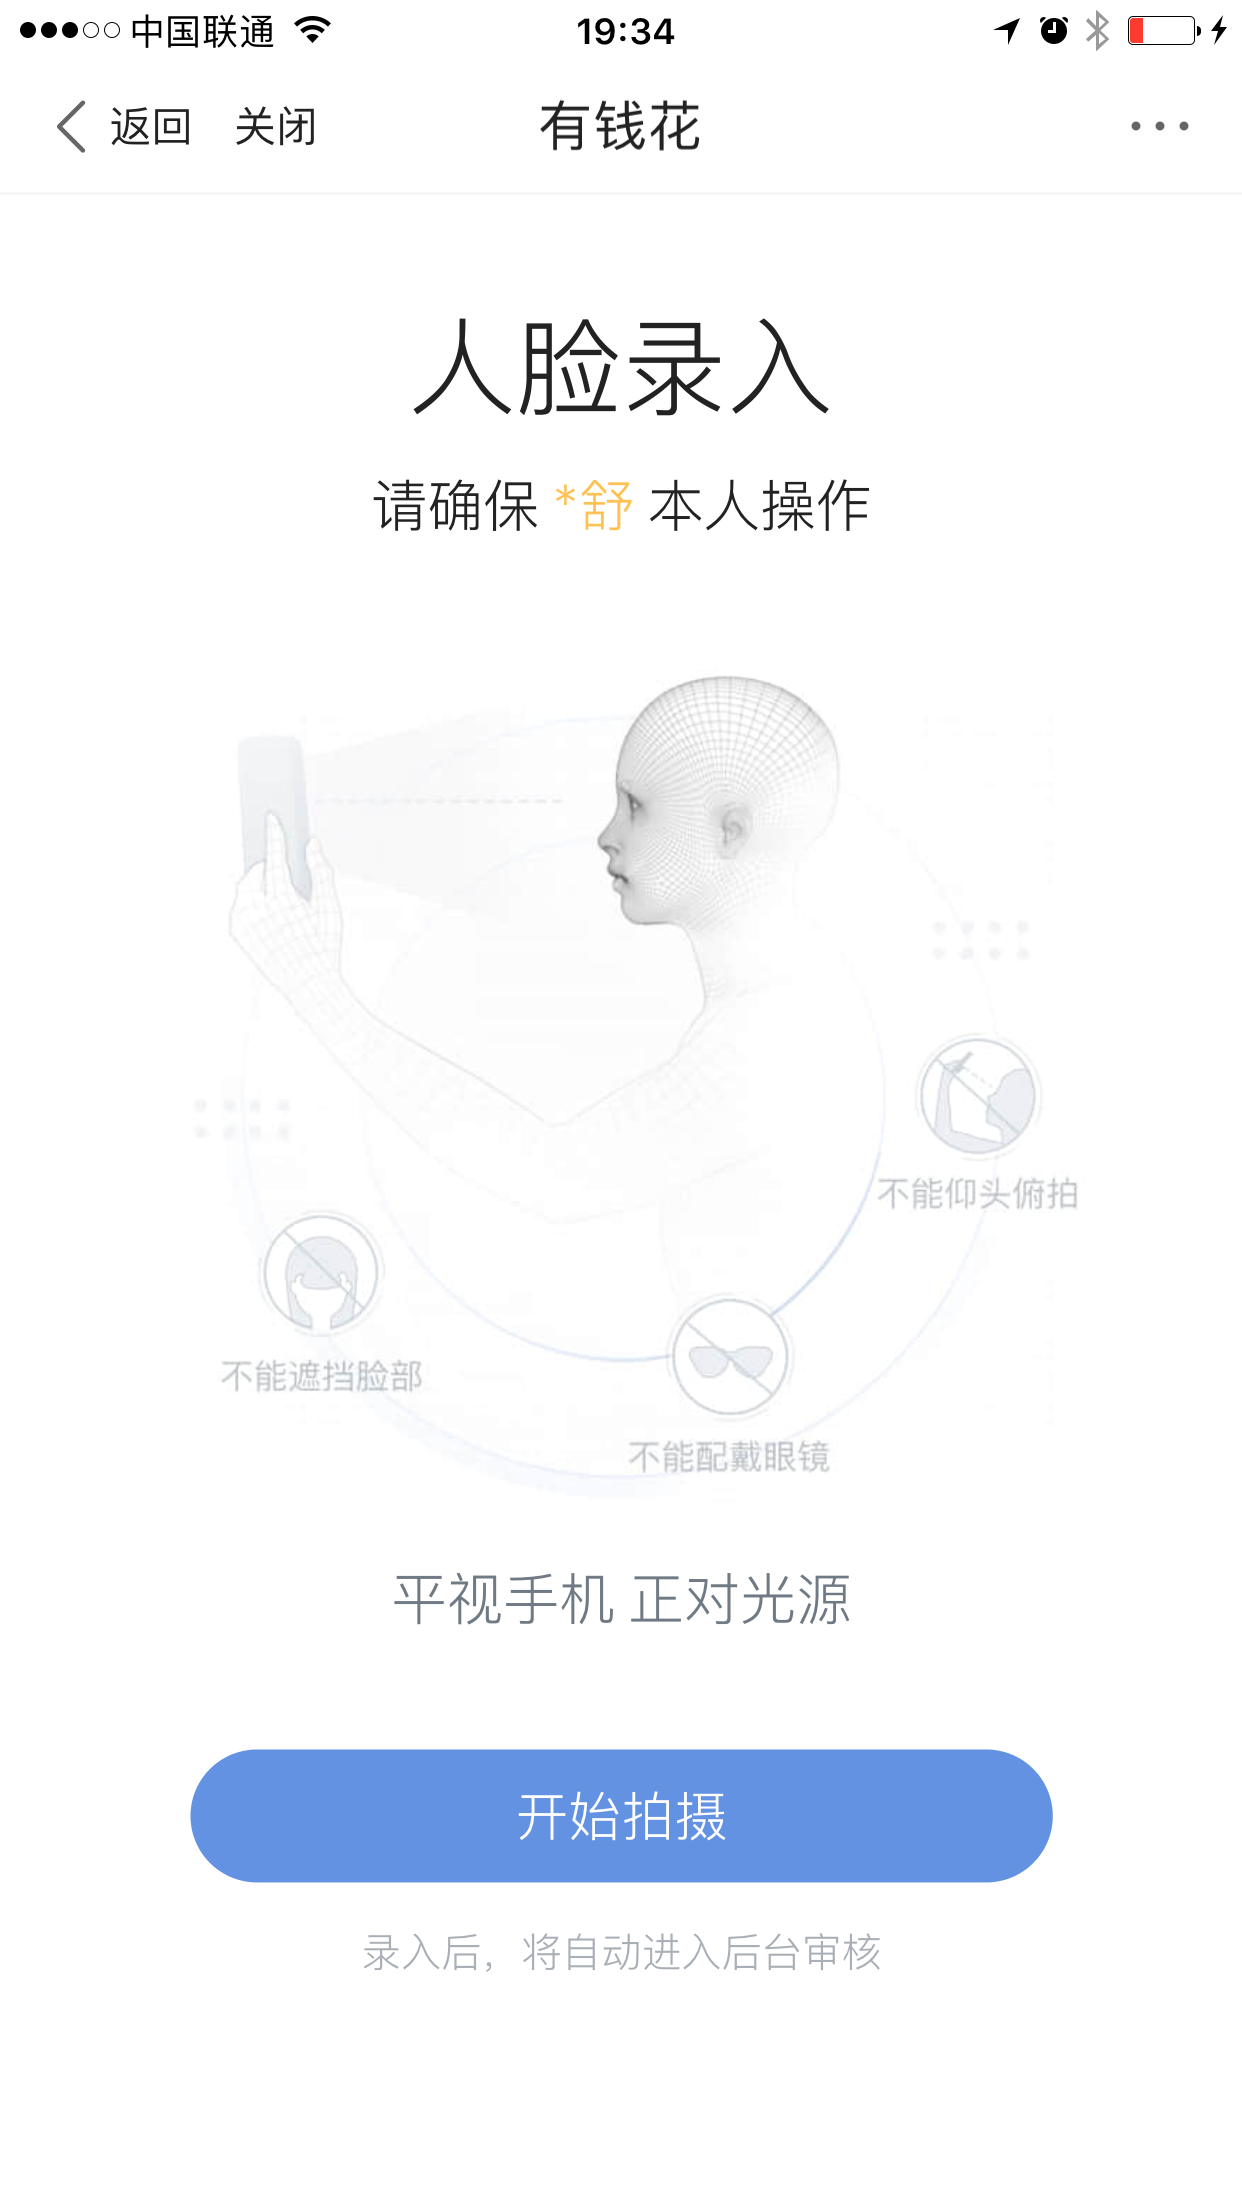 中国联通 19:34
返回 关闭 有钱花
人脸录入
请确保 *舒 本人操作
不能仰头俯拍
不能遮挡脸部
不能配戴眼镜
平视手机 正对光源
开始拍摄
录入后，将自动进入后台审核